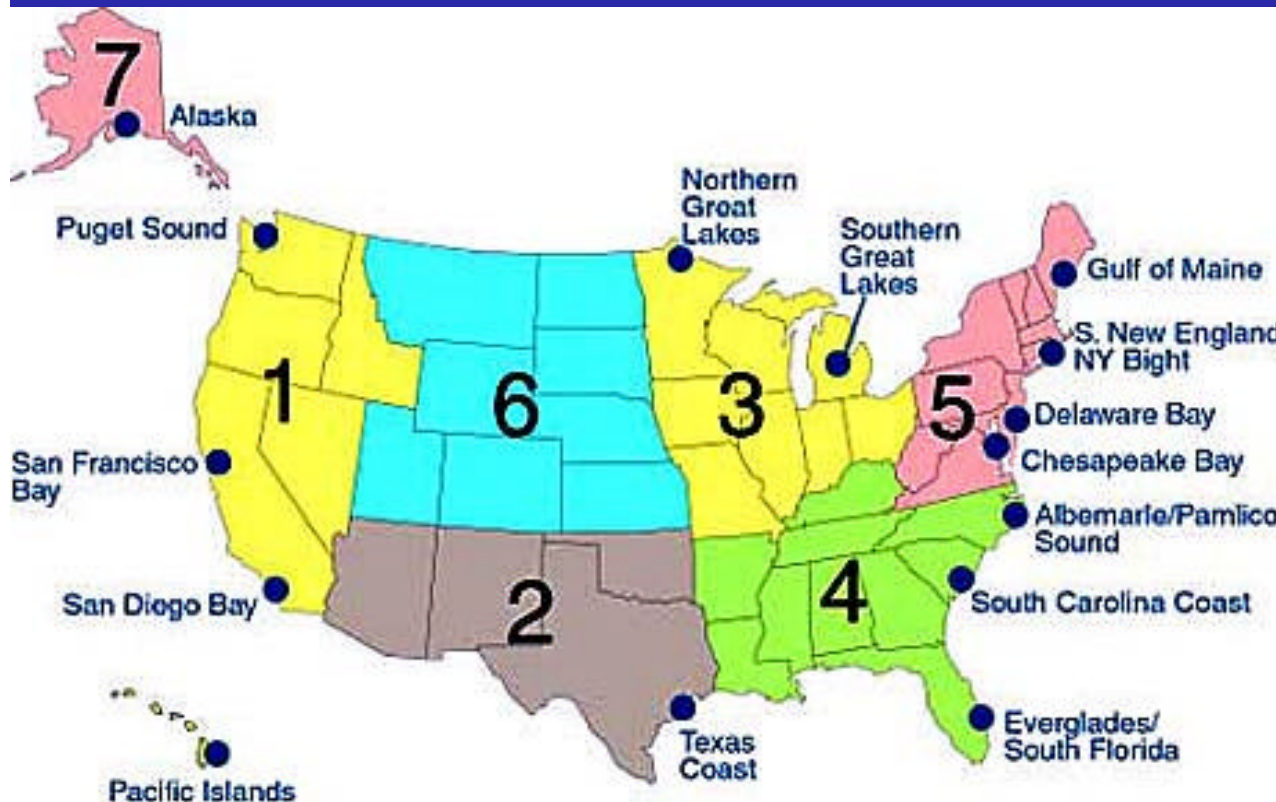 7
Alaska
Puget Sound
Northern
Great
Lakes
Southern
Great
Lakes
Gulf of Maine
S. New England
NY Bight
1
6
3
5
Delaware Bay
Chesapeake Bay
San Francisco
Bay
Albemarle/Pamlico
Sound
San Diego Bay
2
4
South Carolina Coast
Texas
Coast
Everglades/
South Florida
Pacific Islands